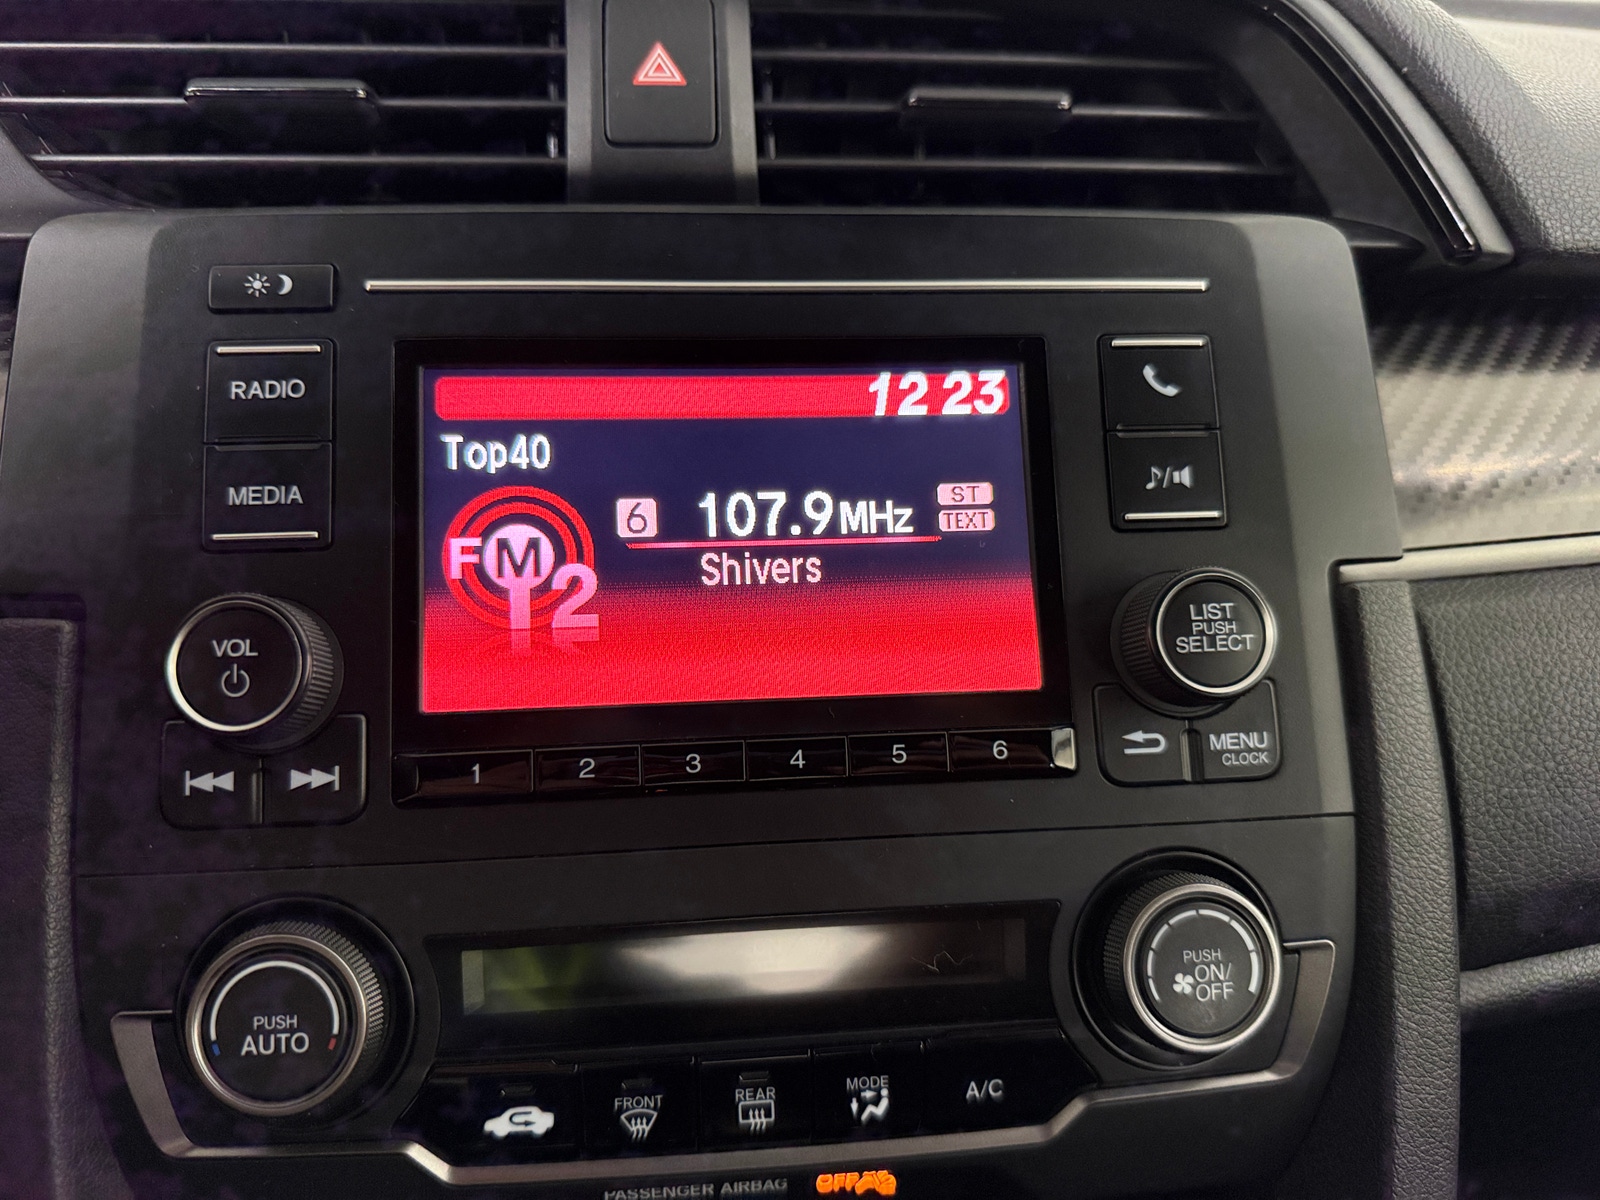 RADIO
MEDIA
12 23
Top40
FM 2
6 107.9MHz ST
TEXT
Shivers
VOL
LIST
PUSH
SELECT
1 2 3 4 5 6
MENU
CLOCK
PUSH
AUTO
PUSH
ON/
OFF
FRONT
REAR
MODE
A/C
PASSENGER AIRBAG OFF